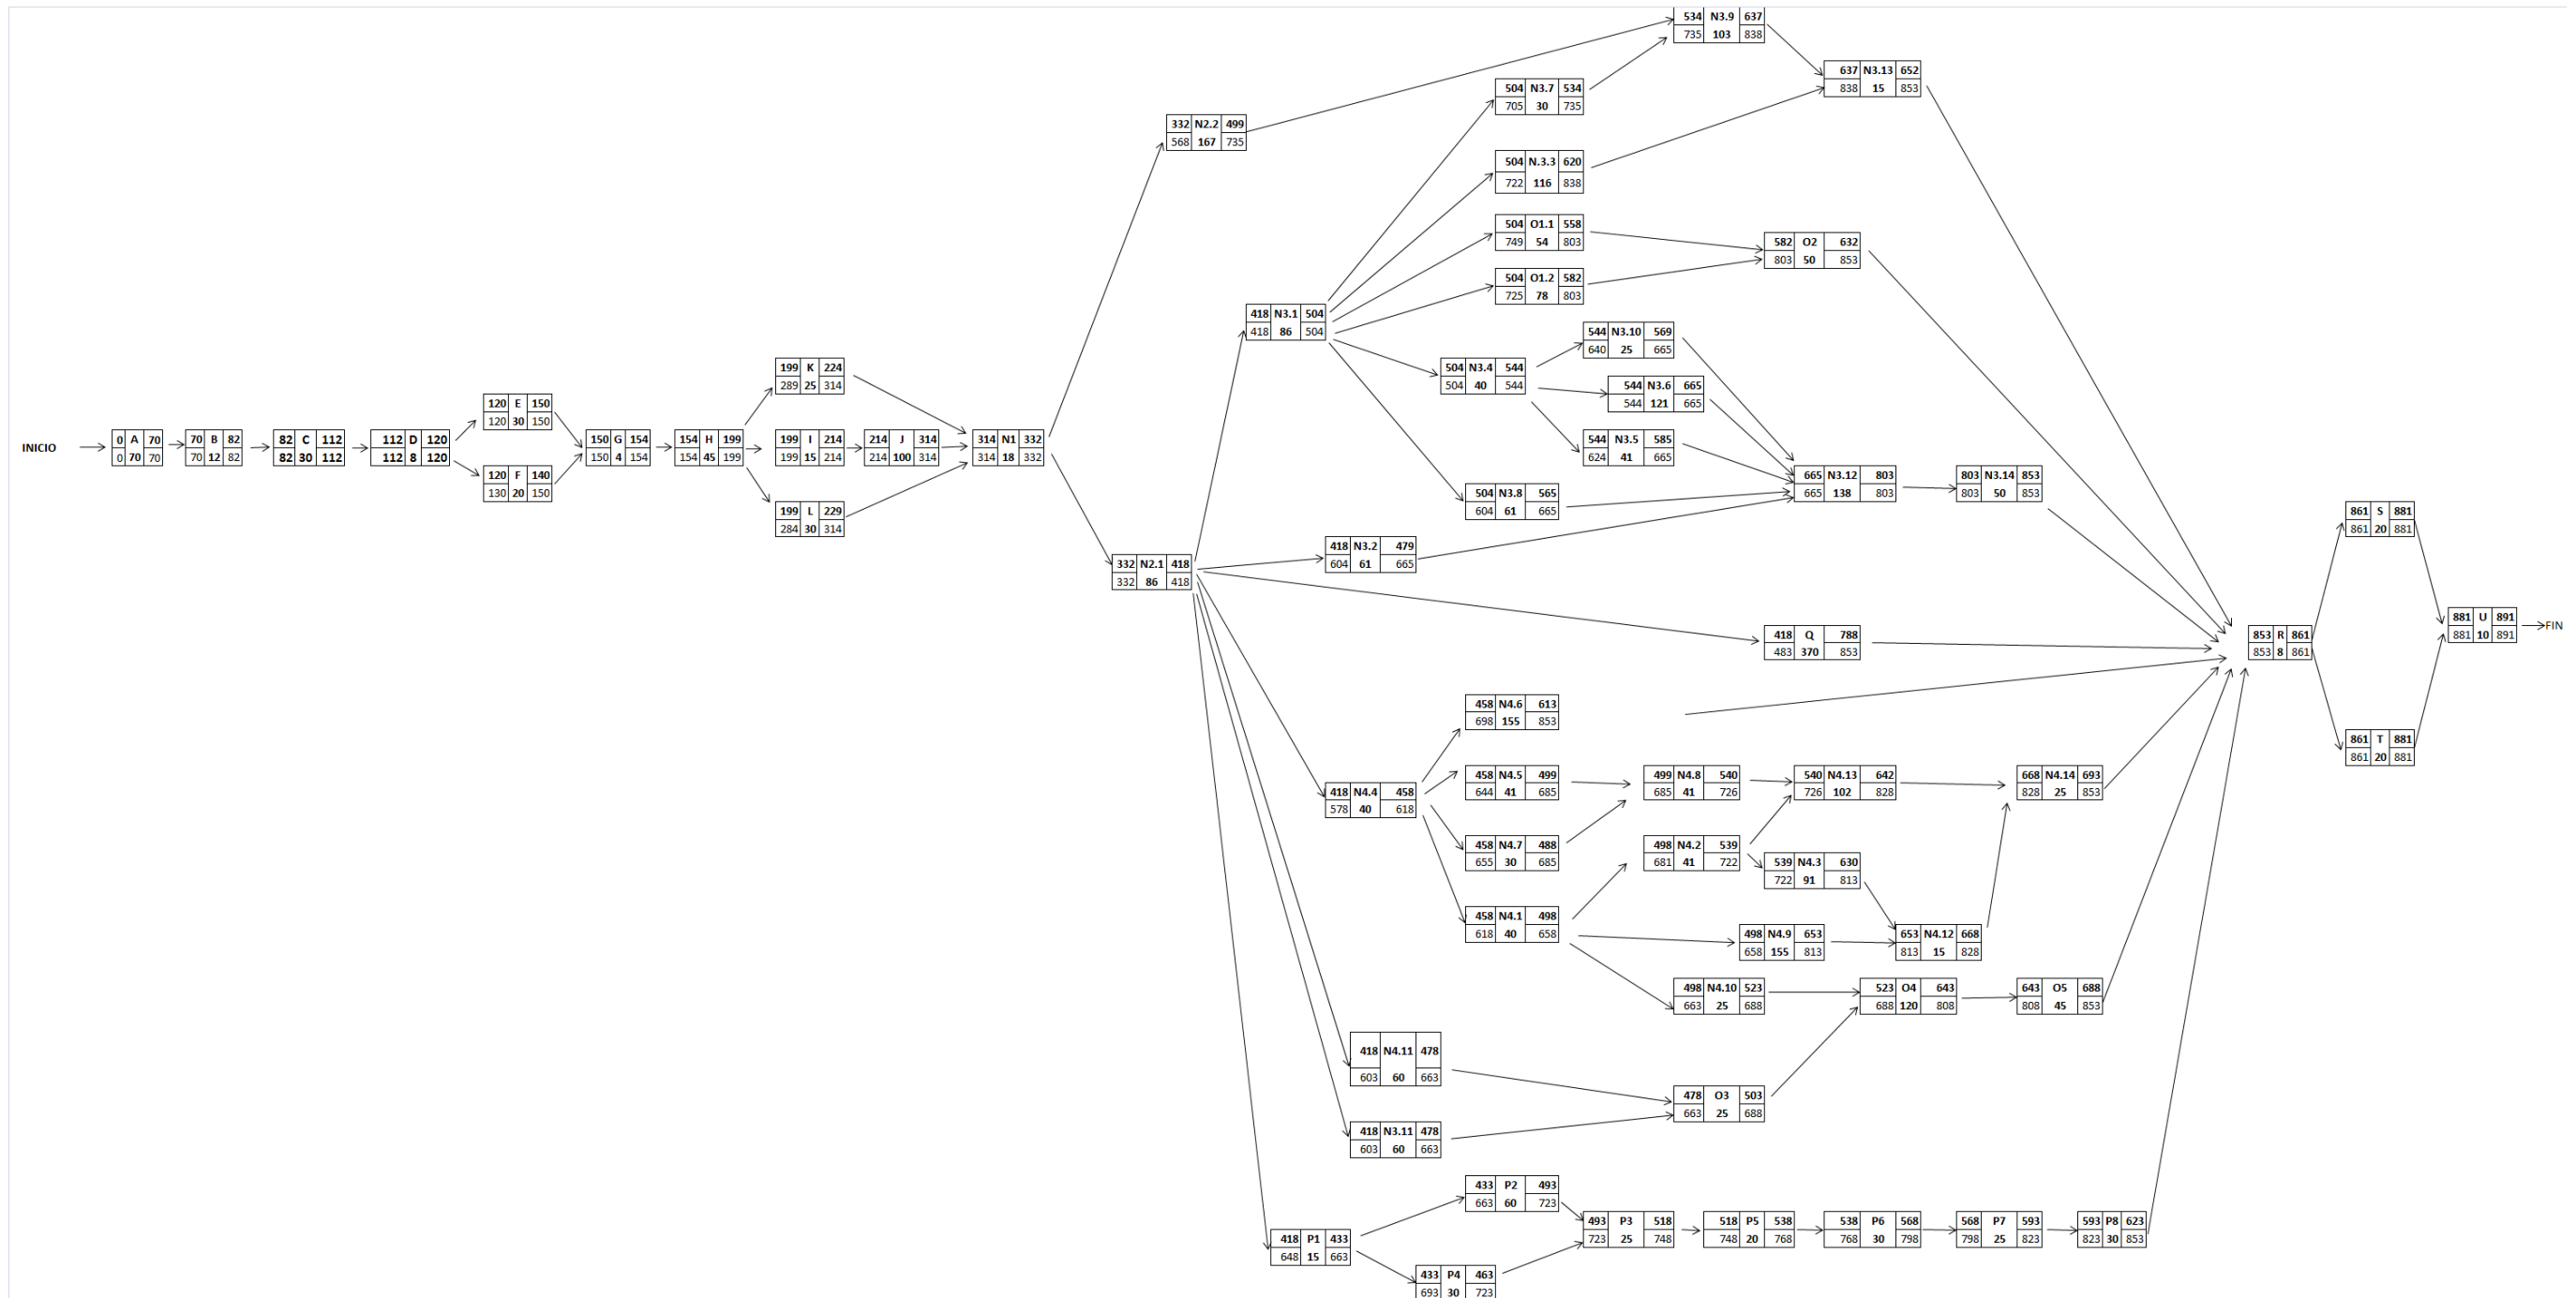 534 N3.9 637
735 103 838
637 N3.13 652
838 15 853
504 N3.7 534
705 30 735
332 N2.2 499
568 167 735
504 N.3.3 620
722 116 838
504 O1.1 558
749 54 803
582 O2 632
803 50 853
504 O1.2 582
725 78 803
418 N3.1 504
418 86 504
544 N3.10 569
640 25 665
504 N3.4 544
504 40 544
544 N3.6 665
544 121 665
199 K 224
289 25 314
120 E 150
120 30 150
INICIO
0 A 70
0 70 70
70 B 82
70 12 82
82 C 112
82 30 112
112 D 120
112 8 120
150 G 154
150 4 154
154 H 199
154 45 199
199 I 214
199 15 214
214 J 314
214 100 314
314 N1 332
314 18 332
544 N3.5 585
624 41 665
120 F 140
130 20 150
665 N3.12 803
665 138 803
803 N3.14 853
803 50 853
504 N3.8 565
604 61 665
199 L 229
284 30 314
861 S 881
861 20 881
418 N3.2 479
604 61 665
332 N2.1 418
332 86 418
881 U 891
881 10 891
FIN
418 Q 788
483 370 853
853 R 861
853 8 861
458 N4.6 613
698 155 853
861 T 881
861 20 881
458 N4.5 499
644 41 685
499 N4.8 540
685 41 726
540 N4.13 642
726 102 828
668 N4.14 693
828 25 853
418 N4.4 458
578 40 618
458 N4.7 488
655 30 685
498 N4.2 539
681 41 722
539 N4.3 630
722 91 813
458 N4.1 498
618 40 658
498 N4.9 653
658 155 813
653 N4.12 668
813 15 828
498 N4.10 523
663 25 688
523 O4 643
688 120 808
643 O5 688
808 45 853
418 N4.11 478
603 60 663
478 O3 503
663 25 688
418 N3.11 478
603 60 663
433 P2 493
663 60 723
418 P1 433
648 15 663
493 P3 518
723 25 748
518 P5 538
748 20 768
538 P6 568
768 30 798
568 P7 593
798 25 823
593 P8 623
823 30 853
433 P4 463
693 30 723